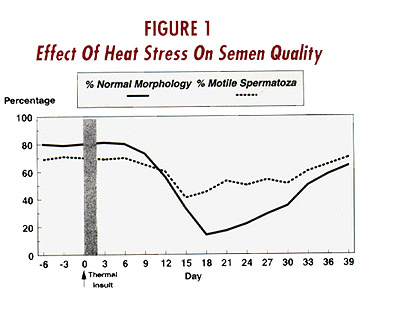 FIGURE 1
Effect Of Heat Stress On Semen Quality
% Normal Morphology % Motile Spermatoza
Percentage
100
80
60
40
20
0
-6 -3 0 3 6 9 12 15 18 21 24 27 30 33 36 39
Thermal
Insult
Day